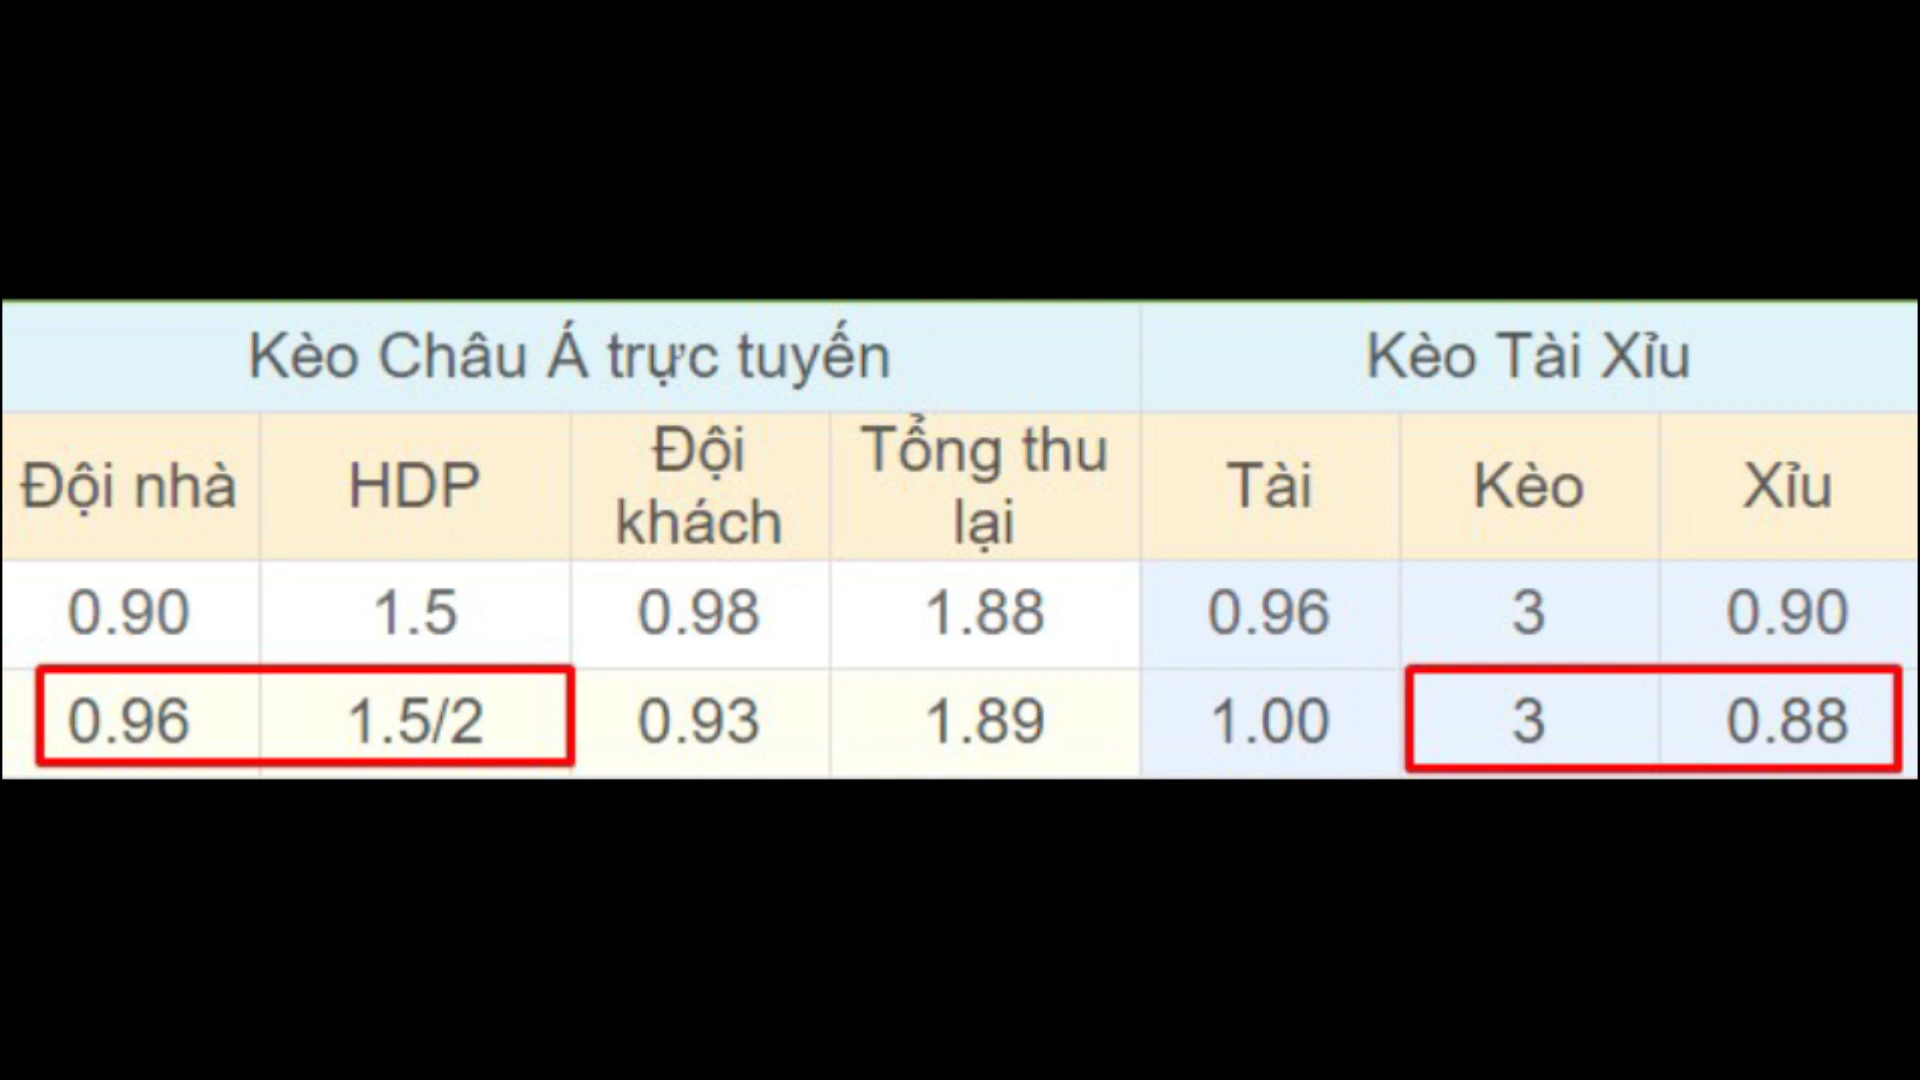 Kèo Châu Á trực tuyến Kèo Tài Xỉu
Đội nhà HDP Đội khách Tổng thu lại Tài Kèo Xỉu
0.90 1.5 0.98 1.88 0.96 3 0.90
0.96 1.5/2 0.93 1.89 1.00 3 0.88